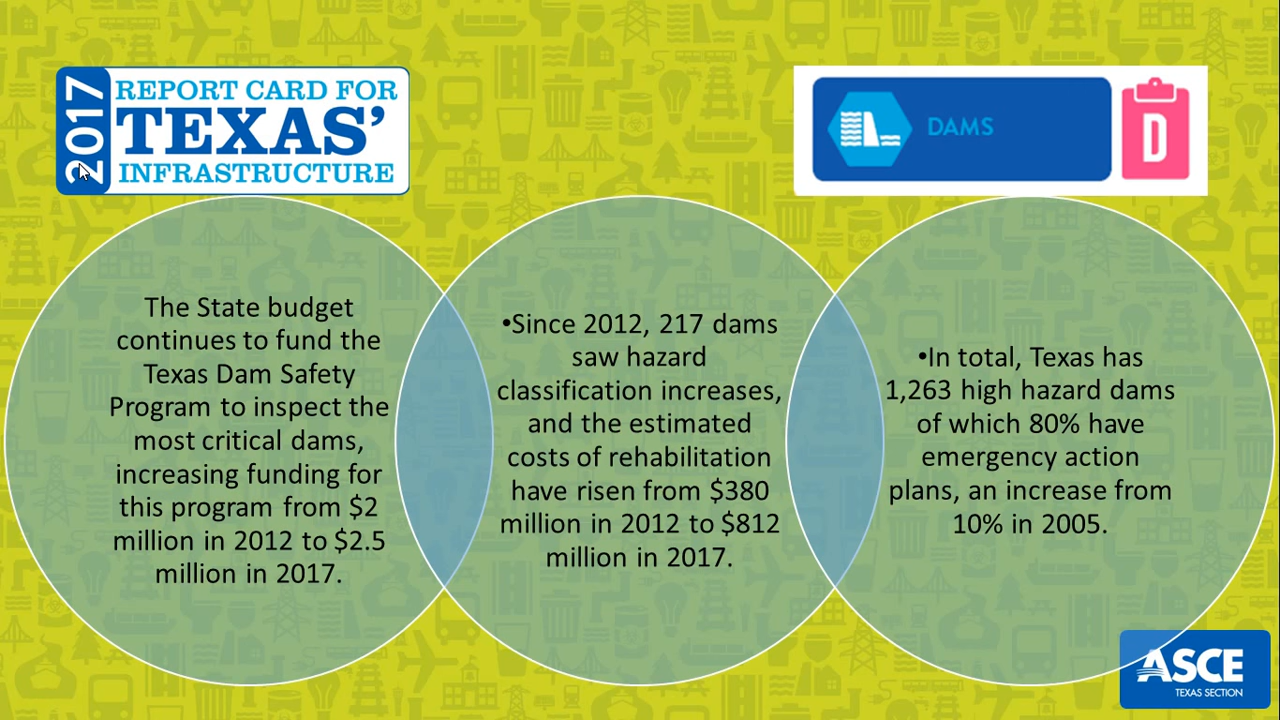 2017
REPORT CARD FOR
TEXAS'
INFRASTRUCTURE
DAMS
D
The State budget
continues to fund the
Texas Dam Safety
Program to inspect the
most critical dams,
increasing funding for
this program from $2
million in 2012 to $2.5
million in 2017.
•Since 2012, 217 dams
saw hazard
classification increases,
and the estimated
costs of rehabilitation
have risen from $380
million in 2012 to $812
million in 2017.
•In total, Texas has
1,263 high hazard dams
of which 80% have
emergency action
plans, an increase from
10% in 2005.
ASCE
TEXAS SECTION